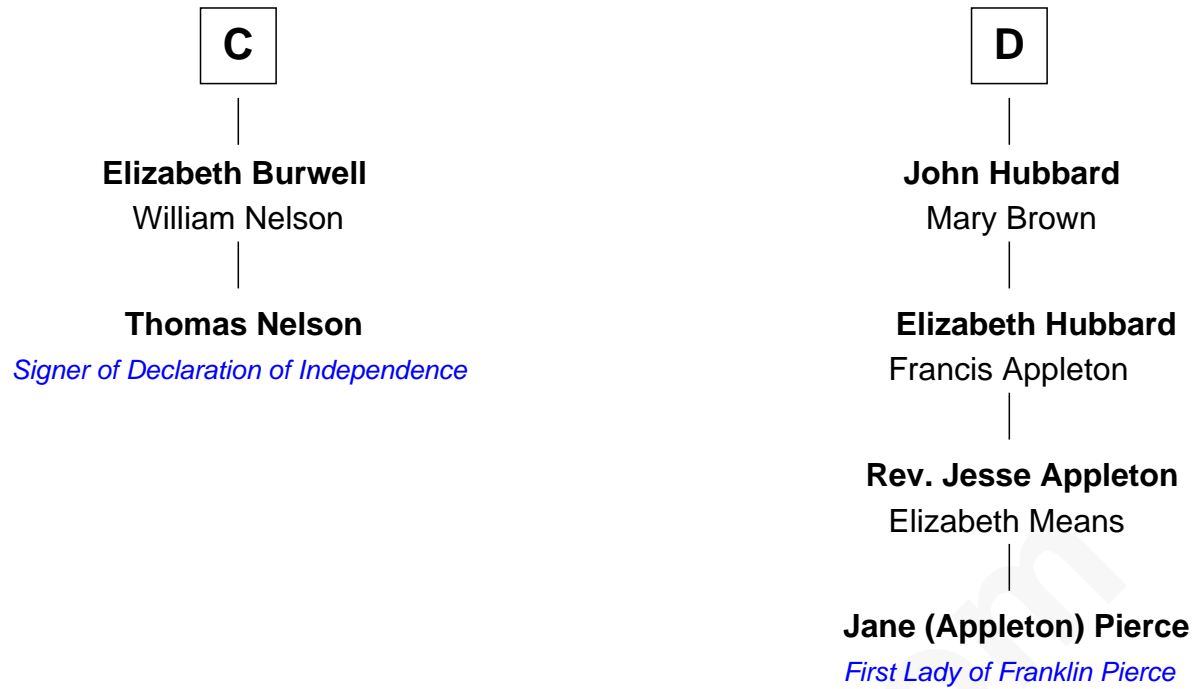 C
Elizabeth Burwell
William Nelson
Thomas Nelson
Signer of Declaration of Independence
D
John Hubbard
Mary Brown
Elizabeth Hubbard
Francis Appleton
Rev. Jesse Appleton
Elizabeth Means
Jane (Appleton) Pierce
First Lady of Franklin Pierce